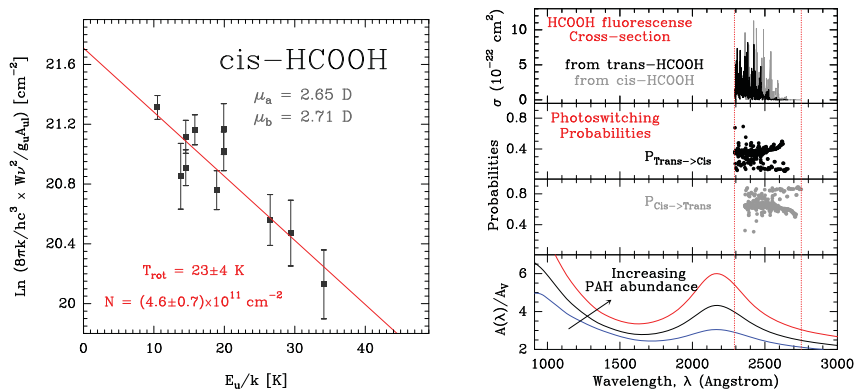 cis−HCOOH
μa = 2.65 D
μb = 2.71 D
Trot = 23±4 K
N = (4.6±0.7)×10^11 cm^−2
Ln (8πk/hc^3 × Wν^2/guAul) [cm^−2]
21.6
21.2
20.8
20.4
20
0
10
20
30
40
Eu/k [K]
HCOOH fluorescense
Cross−section
from trans−HCOOH
from cis−HCOOH
σ (10^−22 cm^2)
10
5
0
Photoswitching
Probabilities
PTrans−>Cis
PCis−>Trans
Probabilities
0.8
0.4
0.8
0.4
Increasing
PAH abundance
A(λ)/AV
6
4
2
1000
1500
2000
2500
3000
Wavelength, λ (Angstrom)